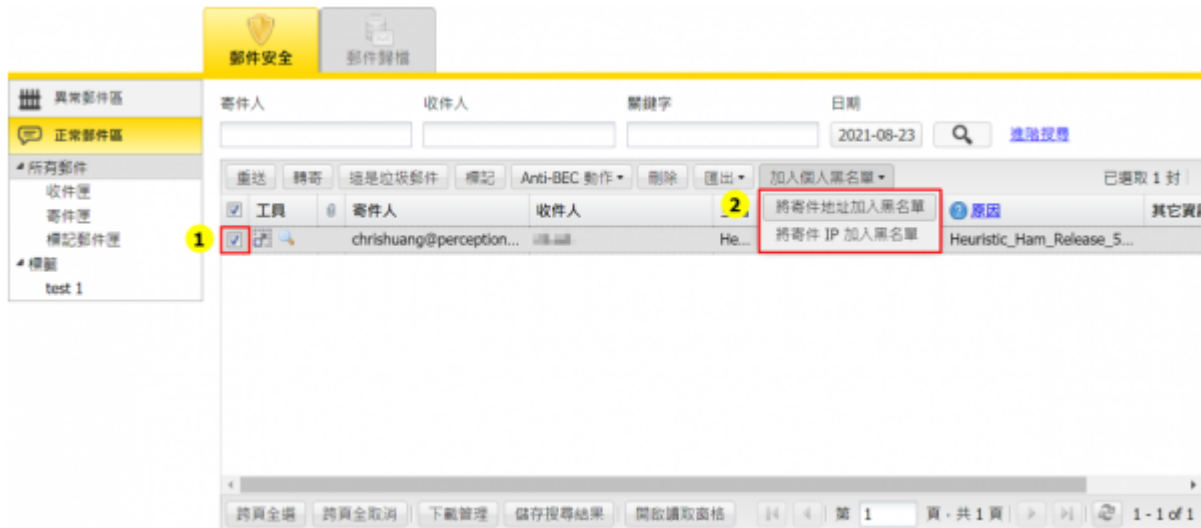 郵件安全
郵件歸檔
異常郵件區
正常郵件區
所有郵件
收件匣
寄件匣
標記郵件匣
標籤
test 1
寄件人 收件人 關鍵字 日期
2021-08-23 進階搜尋
重送 轉寄 這是垃圾郵件 標記 Anti-BEC 動作 刪除 匯出 加入個人黑名單 已選取 1 封
工具 寄件人 收件人 2 將寄件地址加入黑名單 原因 其它資
1 chrishuang@perception... He... 將寄件 IP 加入黑名單 Heuristic_Ham_Release_5...
跨頁全選 跨頁全取消 下載管理 儲存搜尋結果 開啟讀取窗格 第 1 頁，共 1 頁 1 - 1 of 1